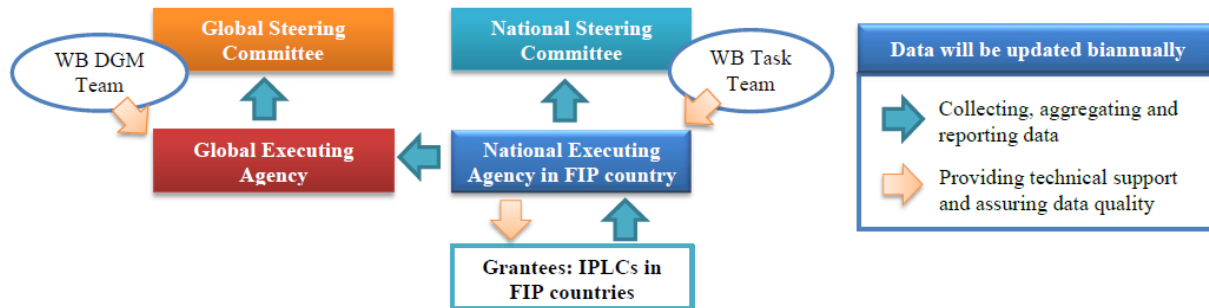 Global Steering
Committee
National Steering
Committee
WB DGM
Team
WB Task
Team
Global Executing
Agency
National Executing
Agency in FIP country
Grantees: IPLCs in
FIP countries
Data will be updated biannually
Collecting, aggregating and
reporting data
Providing technical support
and assuring data quality